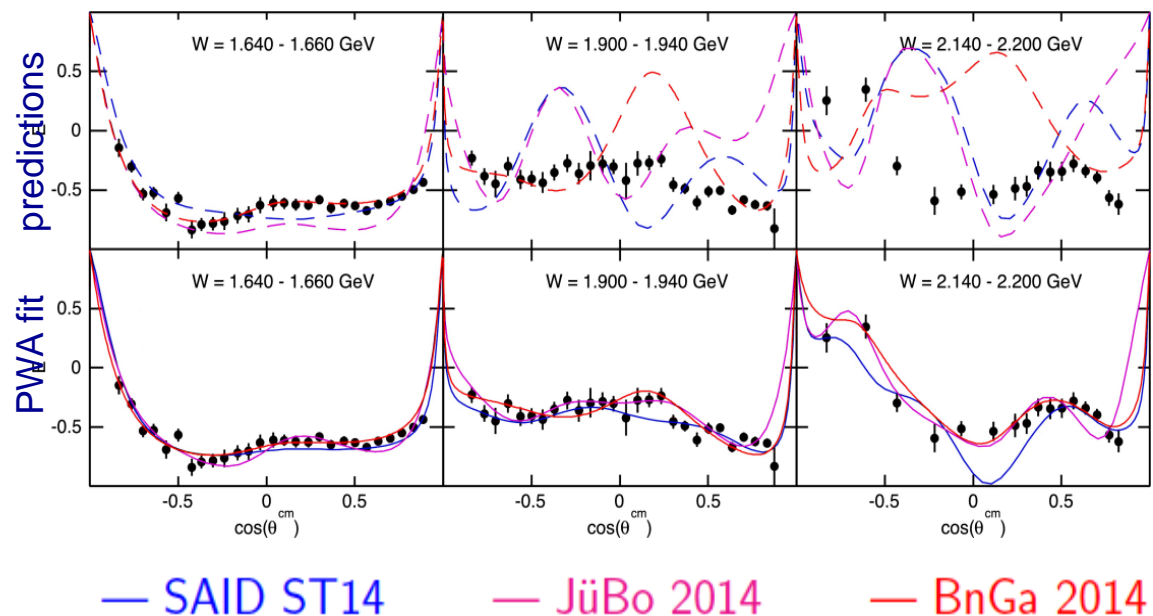 predictions
W = 1.640 - 1.660 GeV
W = 1.900 - 1.940 GeV
W = 2.140 - 2.200 GeV
0.5
0
-0.5
PWA fit
W = 1.640 - 1.660 GeV
W = 1.900 - 1.940 GeV
W = 2.140 - 2.200 GeV
0.5
0
-0.5
-0.5 0 0.5 -0.5 0 0.5 -0.5 0 0.5
cos(θ^cm) cos(θ^cm) cos(θ^cm)
— SAID ST14 — JüBo 2014 — BnGa 2014